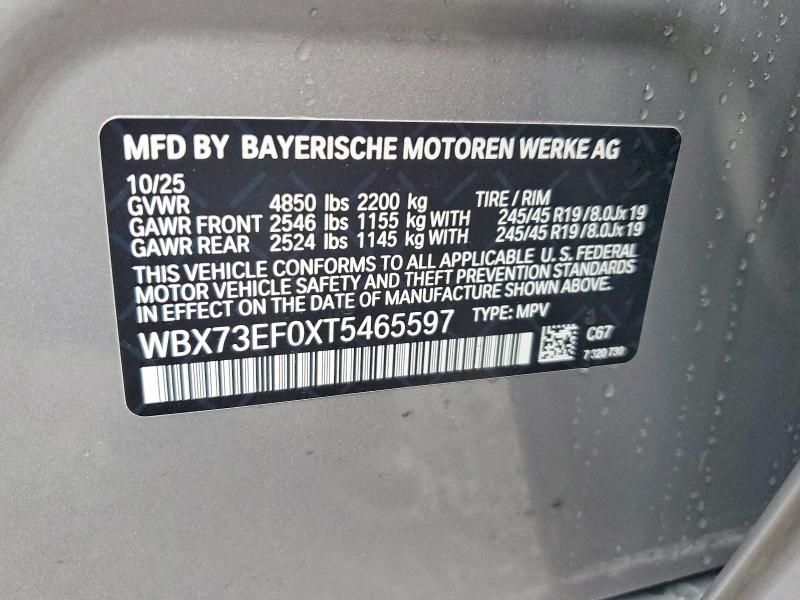 MFD BY BAYERISCHE MOTOREN WERKE AG
10/25
GVWR 4850 lbs 2200 kg TIRE / RIM
GAWR FRONT 2546 lbs 1155 kg WITH 245/45 R19 / 8.0Jx19
GAWR REAR 2524 lbs 1145 kg WITH 245/45 R19 / 8.0Jx19
THIS VEHICLE CONFORMS TO ALL APPLICABLE U. S. FEDERAL
MOTOR VEHICLE SAFETY AND THEFT PREVENTION STANDARDS
IN EFFECT ON THE DATE OF MANUFACTURE SHOWN ABOVE.
WBX73EF0XT5465597 TYPE: MPV
C67
7 320 730